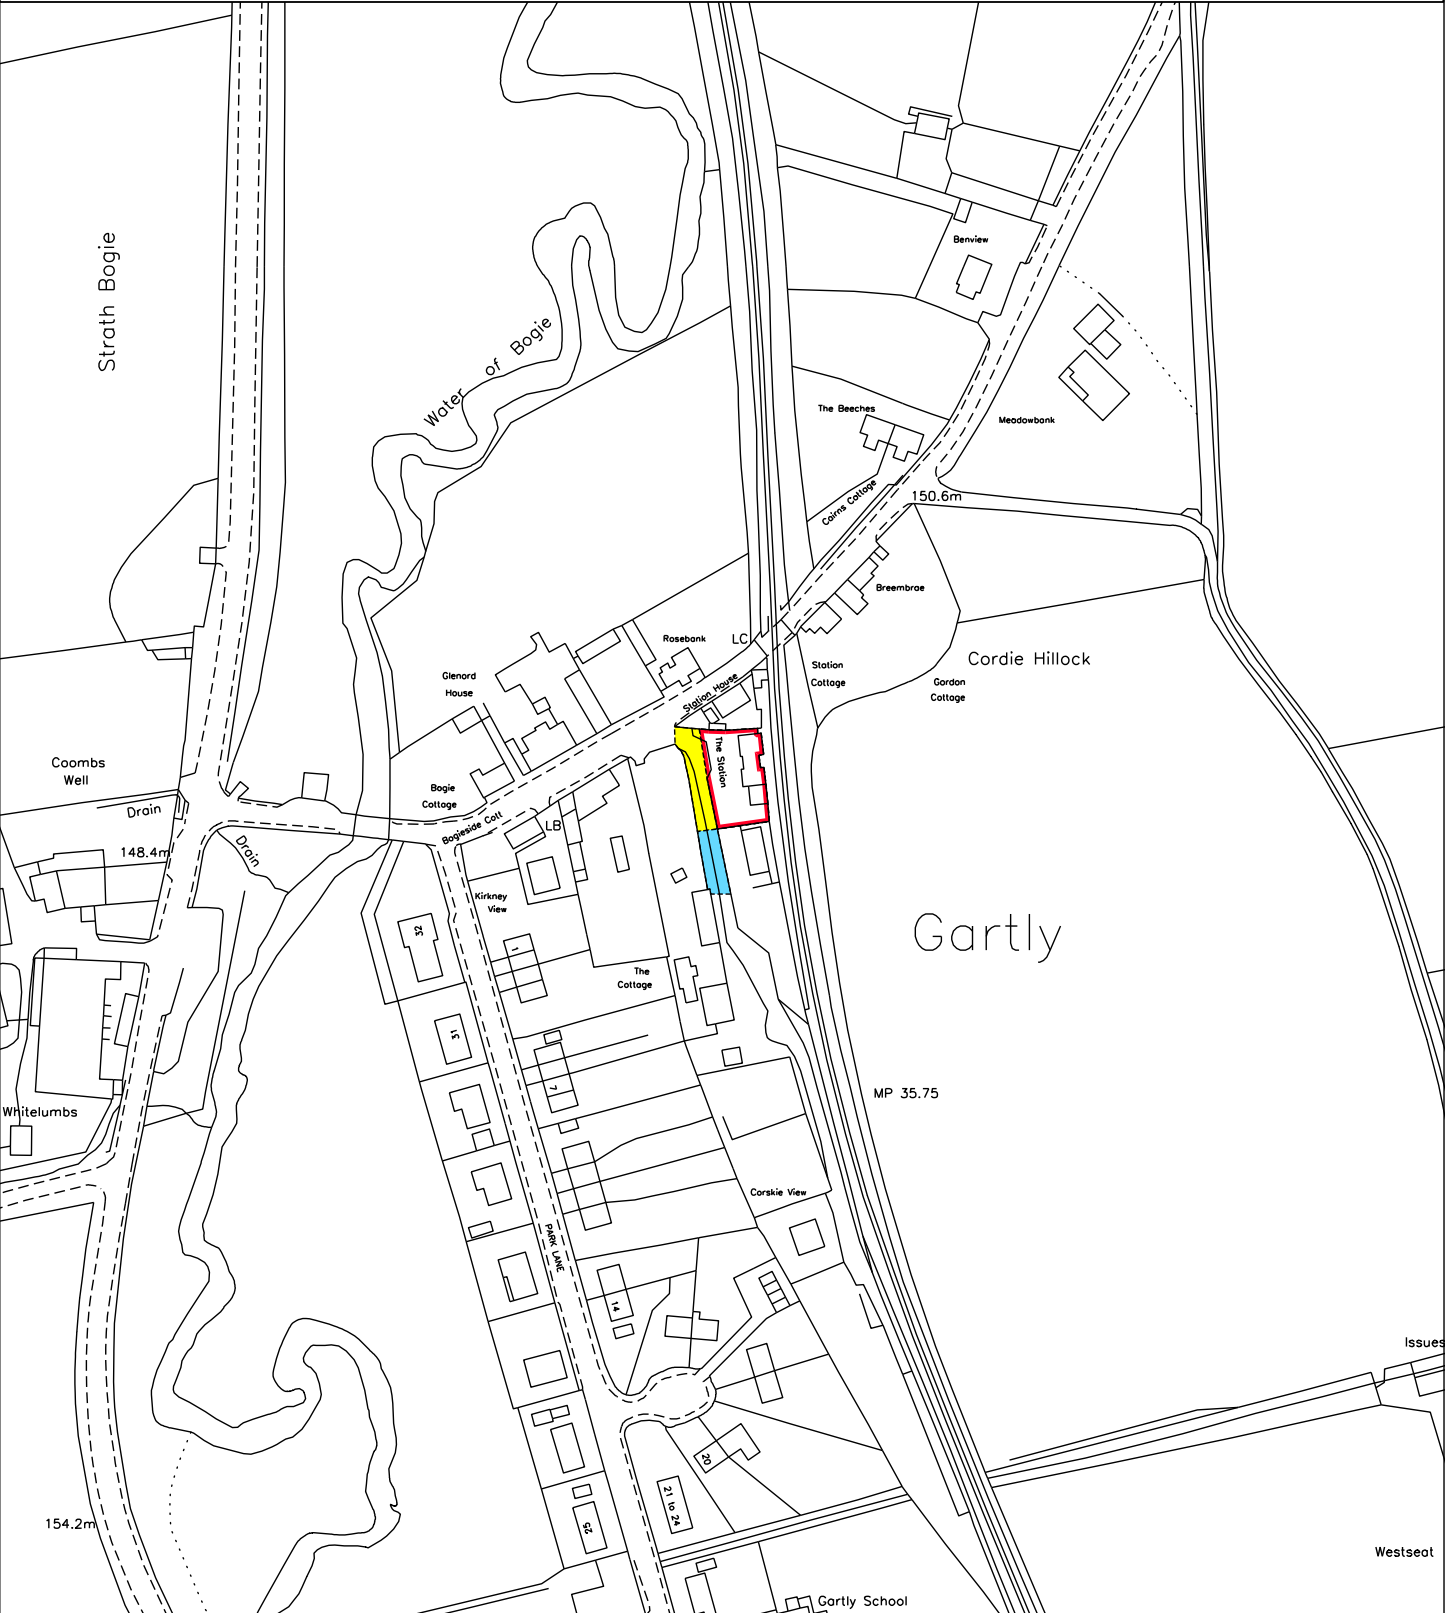 Strath Bogie
Water of Bogie
Benview
The Beeches
Meadowbank
Cairns Cottage
150.6m
Breembrae
Rosebank
LC
Station
Cottage
Cordie Hillock
Gordon
Cottage
Glenord
House
Station House
The Station
Coombs
Well
Drain
148.4m
Drain
Bogie
Cottage
Bogieside Cott
LB
Kirkney
View
32
1
Gartly
The
Cottage
31
7
MP 35.75
Whitelumbs
Corskie View
PARK LANE
14
Issues
20
21 to 24
25
154.2m
Westseat
Gartly School